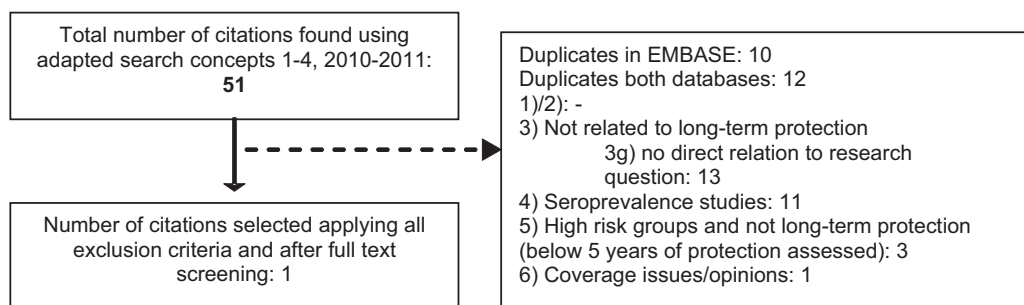 Total number of citations found using
adapted search concepts 1-4, 2010-2011:
51
Duplicates in EMBASE: 10
Duplicates both databases: 12
1)/2): -
3) Not related to long-term protection
3g) no direct relation to research
question: 13
4) Seroprevalence studies: 11
5) High risk groups and not long-term protection
(below 5 years of protection assessed): 3
6) Coverage issues/opinions: 1
Number of citations selected applying all
exclusion criteria and after full text
screening: 1